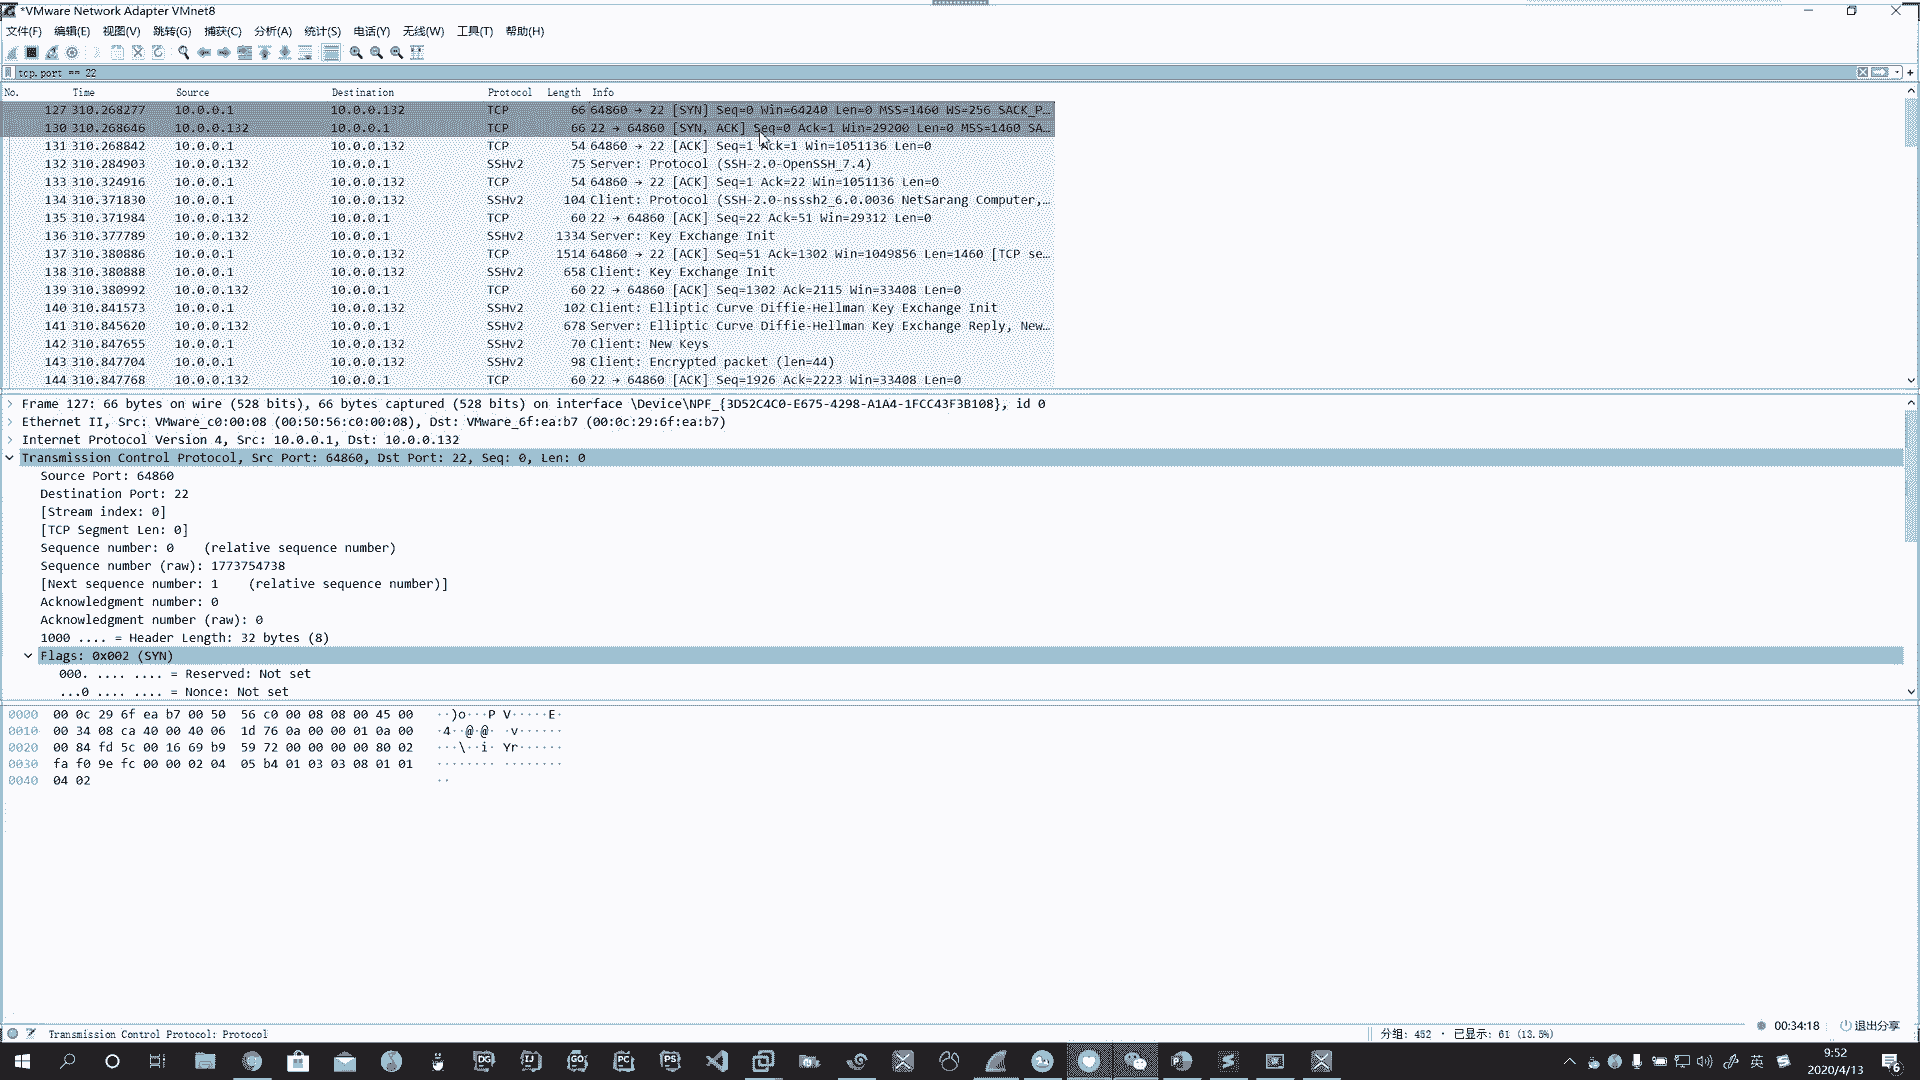 *VMware Network Adapter VMnet8
文件(F) 编辑(E) 视图(V) 跳转(G) 捕获(C) 分析(A) 统计(S) 电话(Y) 无线(W) 工具(T) 帮助(H)
tcp.port == 22
No. Time Source Destination Protocol Length Info
127 310.268277 10.0.0.1 10.0.0.132 TCP 66 64860 → 22 [SYN] Seq=0 Win=64240 Len=0 MSS=1460 WS=256 SACK_P…
130 310.268646 10.0.0.132 10.0.0.1 TCP 66 22 → 64860 [SYN, ACK] Seq=0 Ack=1 Win=29200 Len=0 MSS=1460 SA…
131 310.268842 10.0.0.1 10.0.0.132 TCP 54 64860 → 22 [ACK] Seq=1 Ack=1 Win=1051136 Len=0
132 310.284903 10.0.0.132 10.0.0.1 SSHv2 75 Server: Protocol (SSH-2.0-OpenSSH_7.4)
133 310.324916 10.0.0.1 10.0.0.132 TCP 54 64860 → 22 [ACK] Seq=1 Ack=22 Win=1051136 Len=0
134 310.371830 10.0.0.1 10.0.0.132 SSHv2 104 Client: Protocol (SSH-2.0-nsssh2_6.0.0036 NetSarang Computer,…
135 310.371984 10.0.0.132 10.0.0.1 TCP 60 22 → 64860 [ACK] Seq=22 Ack=51 Win=29312 Len=0
136 310.377789 10.0.0.132 10.0.0.1 SSHv2 1334 Server: Key Exchange Init
137 310.380886 10.0.0.1 10.0.0.132 TCP 1514 64860 → 22 [ACK] Seq=51 Ack=1302 Win=1049856 Len=1460 [TCP se…
138 310.380888 10.0.0.1 10.0.0.132 SSHv2 658 Client: Key Exchange Init
139 310.380992 10.0.0.132 10.0.0.1 TCP 60 22 → 64860 [ACK] Seq=1302 Ack=2115 Win=33408 Len=0
140 310.841573 10.0.0.1 10.0.0.132 SSHv2 102 Client: Elliptic Curve Diffie-Hellman Key Exchange Init
141 310.845620 10.0.0.132 10.0.0.1 SSHv2 678 Server: Elliptic Curve Diffie-Hellman Key Exchange Reply, New…
142 310.847655 10.0.0.1 10.0.0.132 SSHv2 70 Client: New Keys
143 310.847704 10.0.0.1 10.0.0.132 SSHv2 98 Client: Encrypted packet (len=44)
144 310.847768 10.0.0.132 10.0.0.1 TCP 60 22 → 64860 [ACK] Seq=1926 Ack=2223 Win=33408 Len=0
Frame 127: 66 bytes on wire (528 bits), 66 bytes captured (528 bits) on interface \Device\NPF_{3D52C4C0-E675-4298-A1A4-1FCC43F3B108}, id 0
Ethernet II, Src: VMware_c0:00:08 (00:50:56:c0:00:08), Dst: VMware_6f:ea:b7 (00:0c:29:6f:ea:b7)
Internet Protocol Version 4, Src: 10.0.0.1, Dst: 10.0.0.132
Transmission Control Protocol, Src Port: 64860, Dst Port: 22, Seq: 0, Len: 0
Source Port: 64860
Destination Port: 22
[Stream index: 0]
[TCP Segment Len: 0]
Sequence number: 0 (relative sequence number)
Sequence number (raw): 1773754738
[Next sequence number: 1 (relative sequence number)]
Acknowledgment number: 0
Acknowledgment number (raw): 0
1000 .... = Header Length: 32 bytes (8)
Flags: 0x002 (SYN)
000. .... .... = Reserved: Not set
...0 .... .... = Nonce: Not set
0000 00 0c 29 6f ea b7 00 50 56 c0 00 08 08 00 45 00 ··)o···P V·····E·
0010 00 34 08 ca 40 00 40 06 1d 76 0a 00 00 01 0a 00 ·4··@·@· ·v······
0020 00 84 fd 5c 00 16 69 b9 59 72 00 00 00 00 80 02 ···\··i· Yr······
0030 fa f0 9e fc 00 00 02 04 05 b4 01 03 03 08 01 01 ········ ········
0040 04 02 ··
Transmission Control Protocol: Protocol
分组: 452 · 已显示: 61 (13.5%)
00:34:18 退出分享
DG IJ GO PC PS
英
9:52
2020/4/13
6